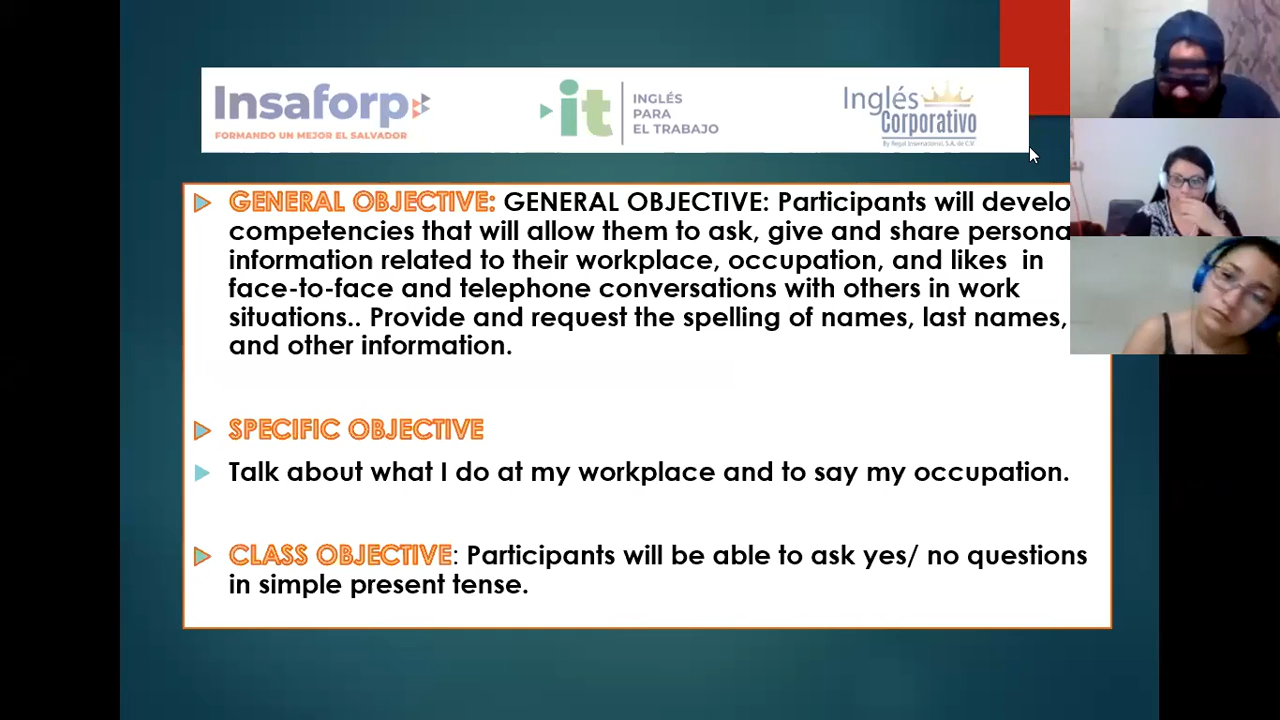 Insaforp
FORMANDO UN MEJOR EL SALVADOR
it
INGLÉS
PARA
EL TRABAJO
Inglés
Corporativo
By Regal International, S.A. de C.V.
GENERAL OBJECTIVE: GENERAL OBJECTIVE: Participants will develo
competencies that will allow them to ask, give and share persona
information related to their workplace, occupation, and likes in
face-to-face and telephone conversations with others in work
situations.. Provide and request the spelling of names, last names,
and other information.
SPECIFIC OBJECTIVE
Talk about what I do at my workplace and to say my occupation.
CLASS OBJECTIVE: Participants will be able to ask yes/ no questions
in simple present tense.